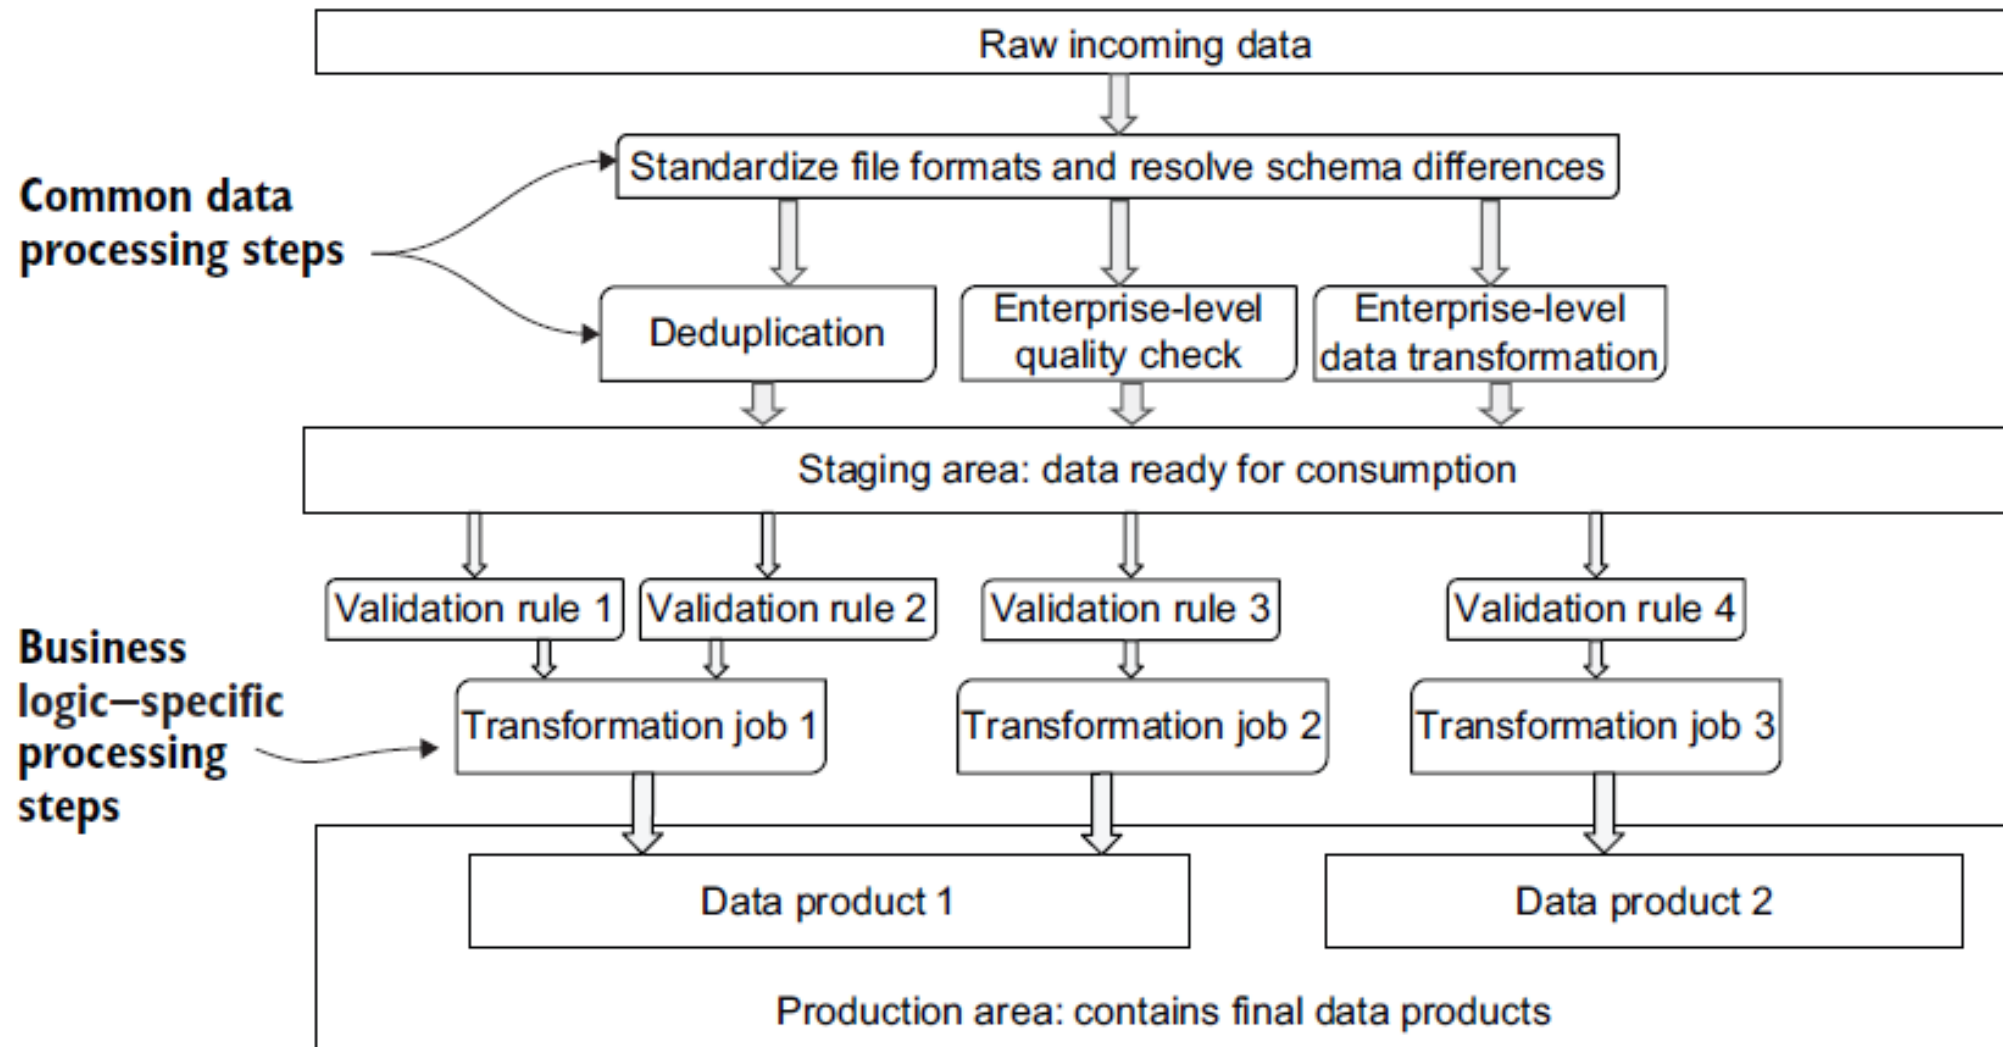 Raw incoming data
Standardize file formats and resolve schema differences
Common data
processing steps
Deduplication
Enterprise-level
quality check
Enterprise-level
data transformation
Staging area: data ready for consumption
Validation rule 1
Validation rule 2
Validation rule 3
Validation rule 4
Business
logic–specific
processing
steps
Transformation job 1
Transformation job 2
Transformation job 3
Data product 1
Data product 2
Production area: contains final data products